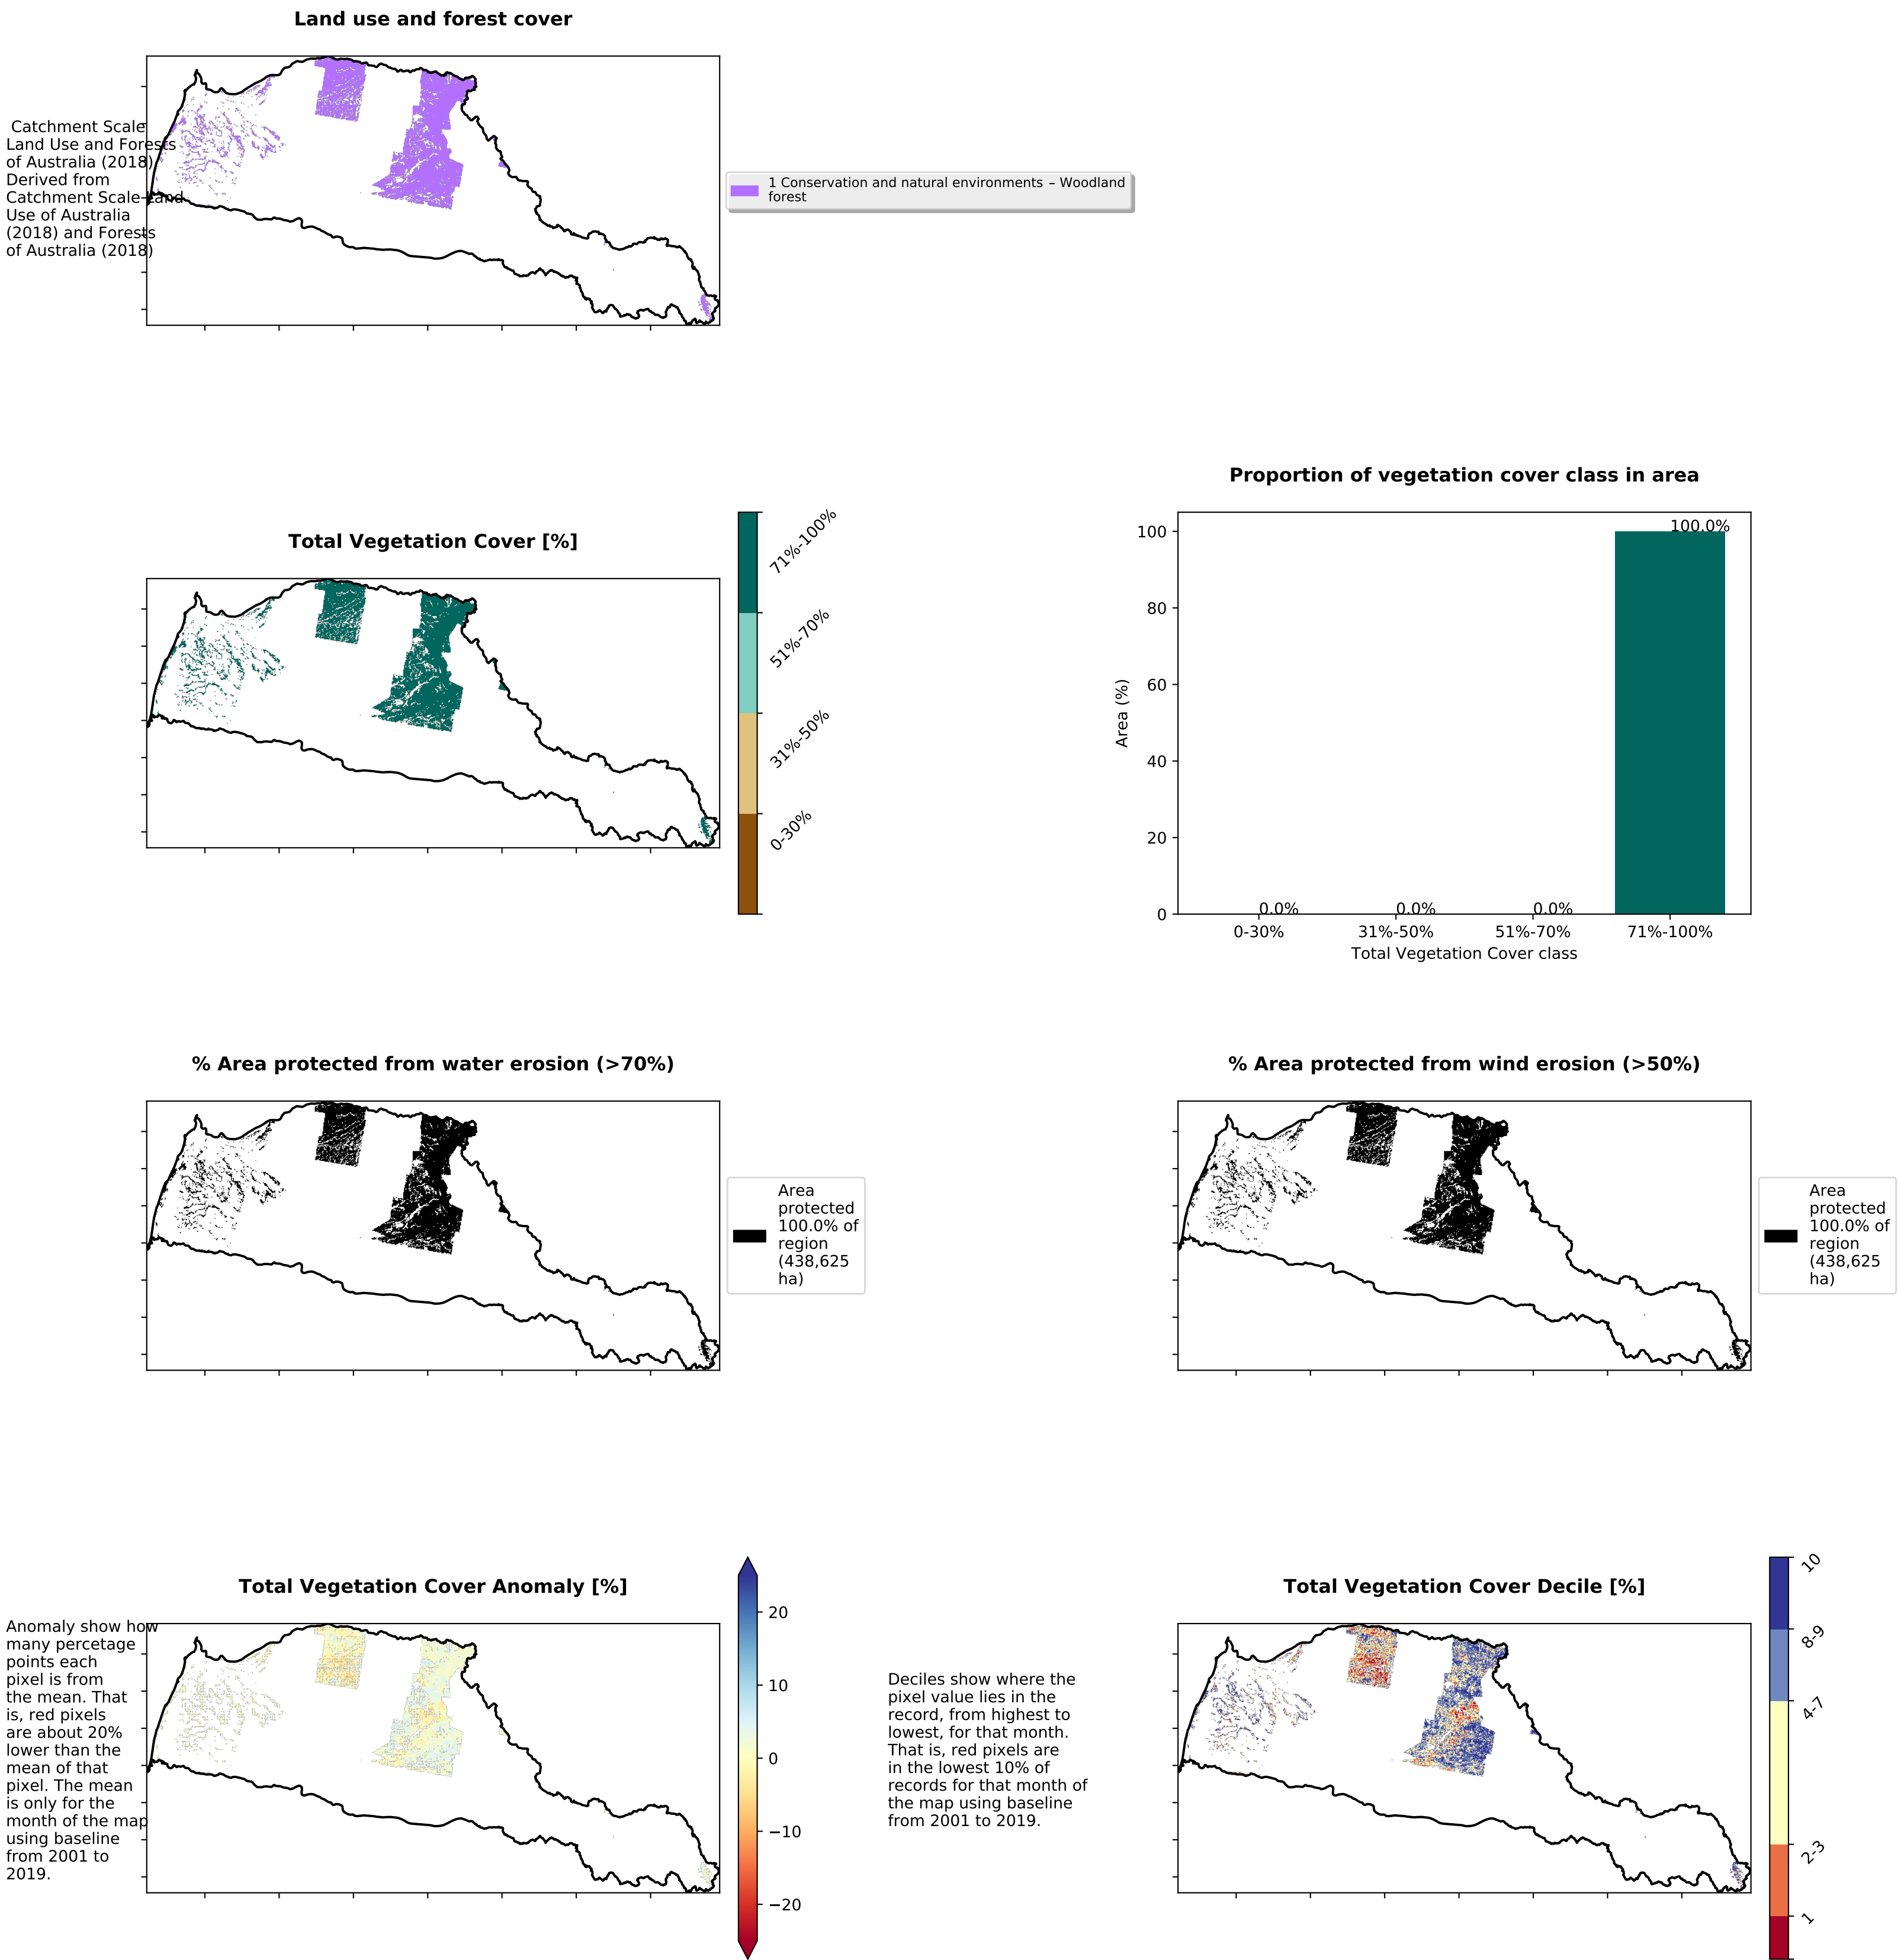 Land use and forest cover
Catchment Scale
Land Use and Forests
of Australia (2018)
Derived from
Catchment Scale Land
Use of Australia
(2018) and Forests
of Australia (2018)
1 Conservation and natural environments – Woodland
forest
Total Vegetation Cover [%]
71%-100%
51%-70%
31%-50%
0-30%
Proportion of vegetation cover class in area
100
80
60
40
20
0
Area (%)
0.0%
0.0%
0.0%
100.0%
0-30%
31%-50%
51%-70%
71%-100%
Total Vegetation Cover class
% Area protected from water erosion (>70%)
Area
protected
100.0% of
region
(438,625
ha)
% Area protected from wind erosion (>50%)
Area
protected
100.0% of
region
(438,625
ha)
Total Vegetation Cover Anomaly [%]
Anomaly show how
many percetage
points each
pixel is from
the mean. That
is, red pixels
are about 20%
lower than the
mean of that
pixel. The mean
is only for the
month of the map
using baseline
from 2001 to
2019.
20
10
0
−10
−20
Deciles show where the
pixel value lies in the
record, from highest to
lowest, for that month.
That is, red pixels are
in the lowest 10% of
records for that month of
the map using baseline
from 2001 to 2019.
Total Vegetation Cover Decile [%]
10
8-9
4-7
2-3
1